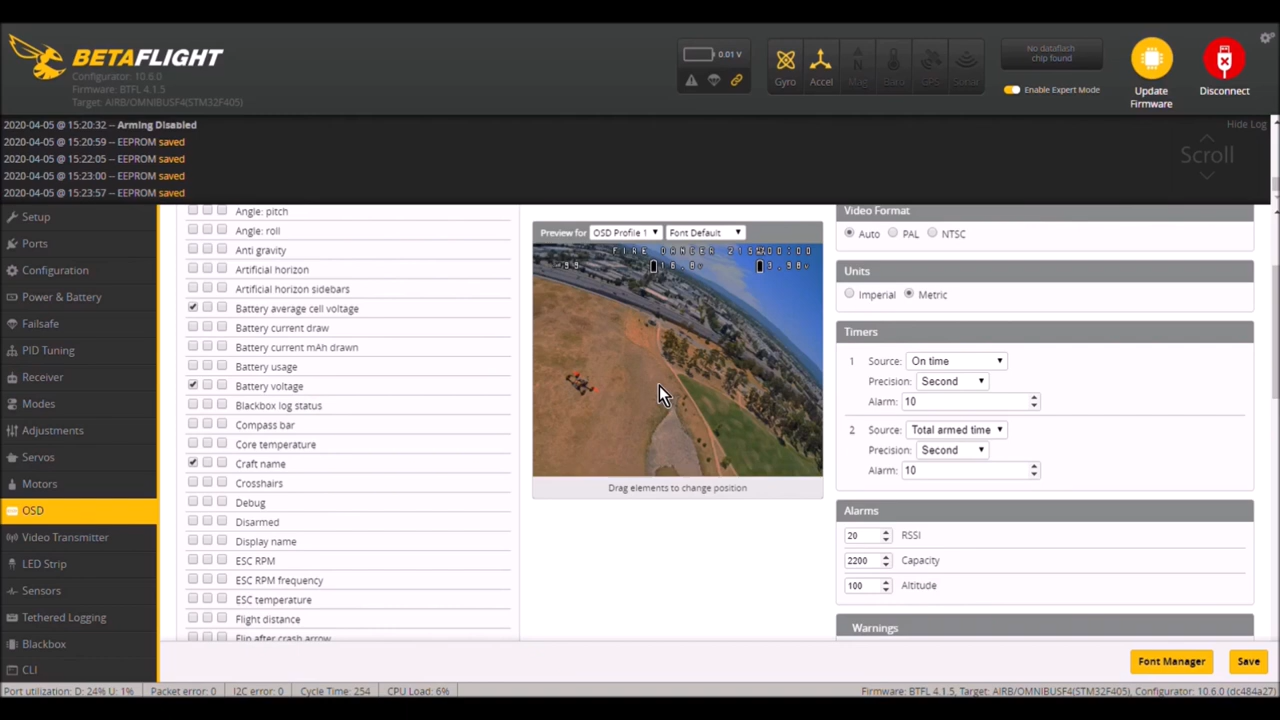 BETAFLIGHT
Configurator: 10.6.0
Firmware: BTFL 4.1.5
Target: AIRB/OMNIBUSF4(STM32F405)
0.01 V
Gyro
Accel
Mag
Baro
GPS
Sonar
No dataflash
chip found
Enable Expert Mode
Update
Firmware
Disconnect
2020-04-05 @ 15:20:32 -- Arming Disabled
2020-04-05 @ 15:20:59 -- EEPROM saved
2020-04-05 @ 15:22:05 -- EEPROM saved
2020-04-05 @ 15:23:00 -- EEPROM saved
2020-04-05 @ 15:23:57 -- EEPROM saved
Hide Log
Scroll
Setup
Ports
Configuration
Power & Battery
Failsafe
PID Tuning
Receiver
Modes
Adjustments
Servos
Motors
OSD
Video Transmitter
LED Strip
Sensors
Tethered Logging
Blackbox
CLI
Angle: pitch
Angle: roll
Anti gravity
Artificial horizon
Artificial horizon sidebars
Battery average cell voltage
Battery current draw
Battery current mAh drawn
Battery usage
Battery voltage
Blackbox log status
Compass bar
Core temperature
Craft name
Crosshairs
Debug
Disarmed
Display name
ESC RPM
ESC RPM frequency
ESC temperature
Flight distance
Flip after crash arrow
Preview for OSD Profile 1 Font Default
FIRE DANCER 215
Drag elements to change position
Video Format
Auto PAL NTSC
Units
Imperial Metric
Timers
1 Source: On time
Precision: Second
Alarm: 10
2 Source: Total armed time
Precision: Second
Alarm: 10
Alarms
20 RSSI
2200 Capacity
100 Altitude
Warnings
Font Manager
Save
Port utilization: D: 24% U: 1%
Packet error: 0
I2C error: 0
Cycle Time: 254
CPU Load: 6%
Firmware: BTFL 4.1.5, Target: AIRB/OMNIBUSF4(STM32F405), Configurator: 10.6.0 (dc484a27)